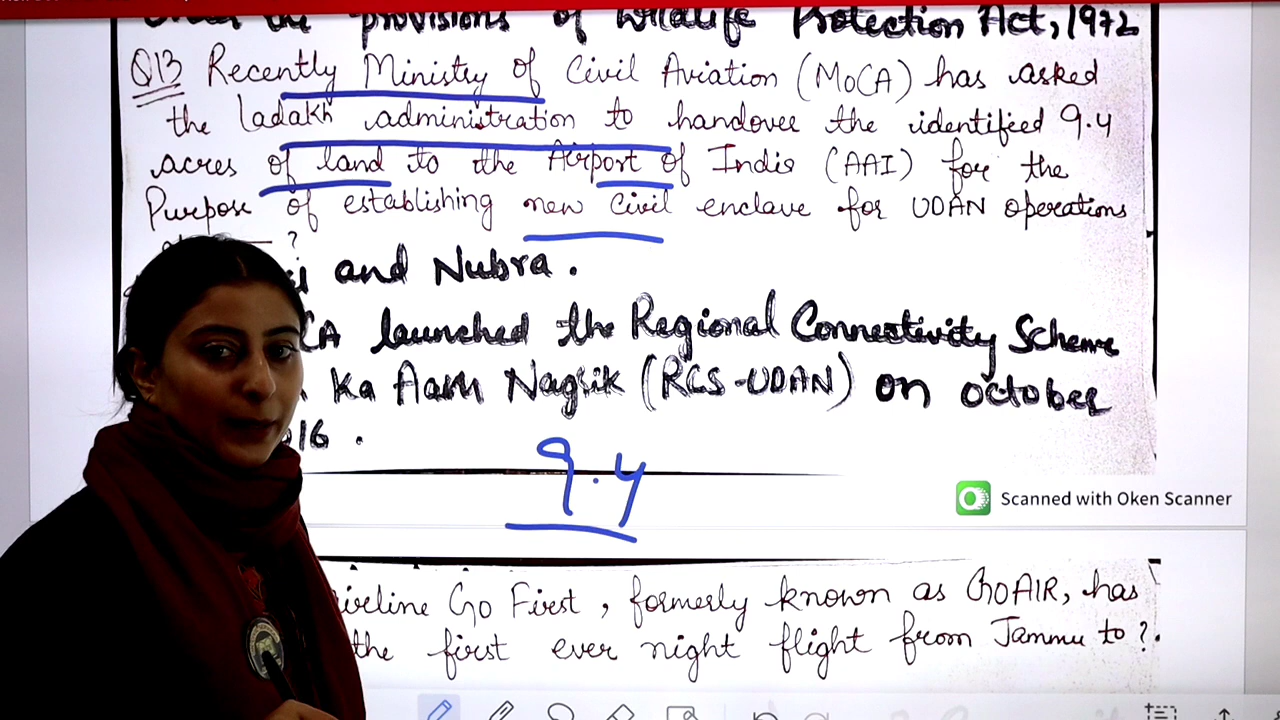 the provisions of Wildlife Protection Act, 1972
Q13 Recently Ministry of Civil Aviation (MoCA) has asked
the ladakh administration to handover the identified 9.4
acres of land to the Airport of India (AAI) for the
Purpose of establishing new Civil enclave for UDAN operations
?
and Nubra.
CA launched the Regional Connectivity Scheme
Ka Aam Nagrik (RCS-UDAN) on October
16.
9.4
Scanned with Oken Scanner
Go First, formerly known as GOAIR, has
the first ever night flight from Jammu to?.